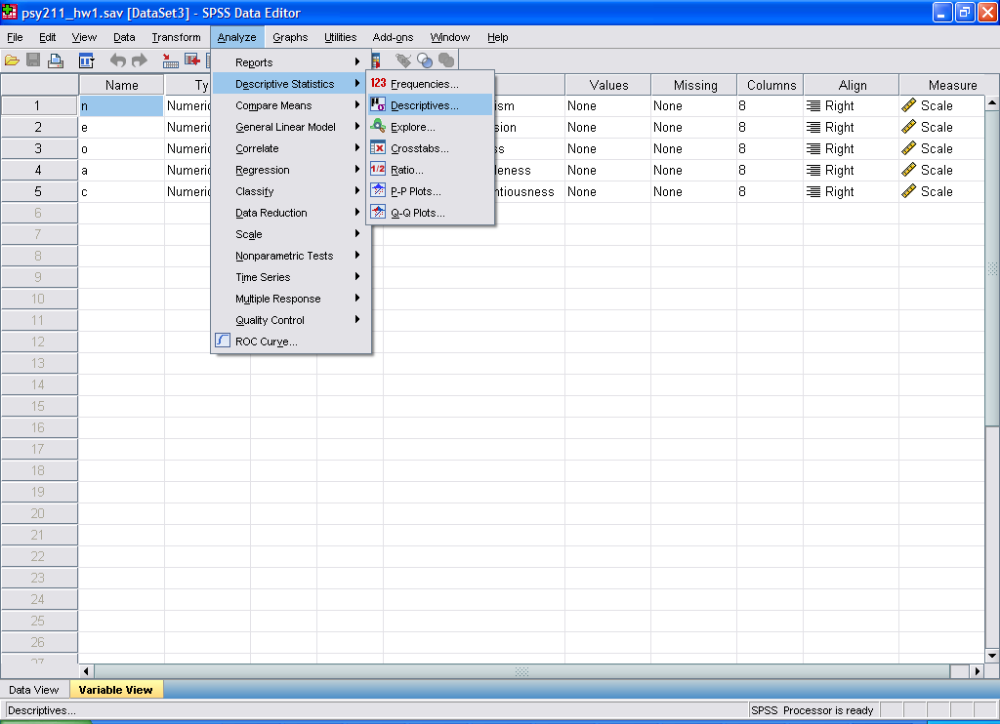 psy211_hw1.sav [DataSet3] - SPSS Data Editor
File Edit View Data Transform Analyze Graphs Utilities Add-ons Window Help
Name Ty Values Missing Columns Align Measure
1 n Numeric ism None None 8 Right Scale
2 e Numeric sion None None 8 Right Scale
3 o Numeric ss None None 8 Right Scale
4 a Numeric leness None None 8 Right Scale
5 c Numeric ntiousness None None 8 Right Scale
6
7
8
9
10
11
12
13
14
15
16
17
18
19
20
21
22
23
24
25
26
27
Reports
Descriptive Statistics
Compare Means
General Linear Model
Correlate
Regression
Classify
Data Reduction
Scale
Nonparametric Tests
Time Series
Multiple Response
Quality Control
ROC Curve...
123 Frequencies...
Descriptives...
Explore...
Crosstabs...
1/2 Ratio...
P-P Plots...
Q-Q Plots...
Data View Variable View
Descriptives... SPSS Processor is ready